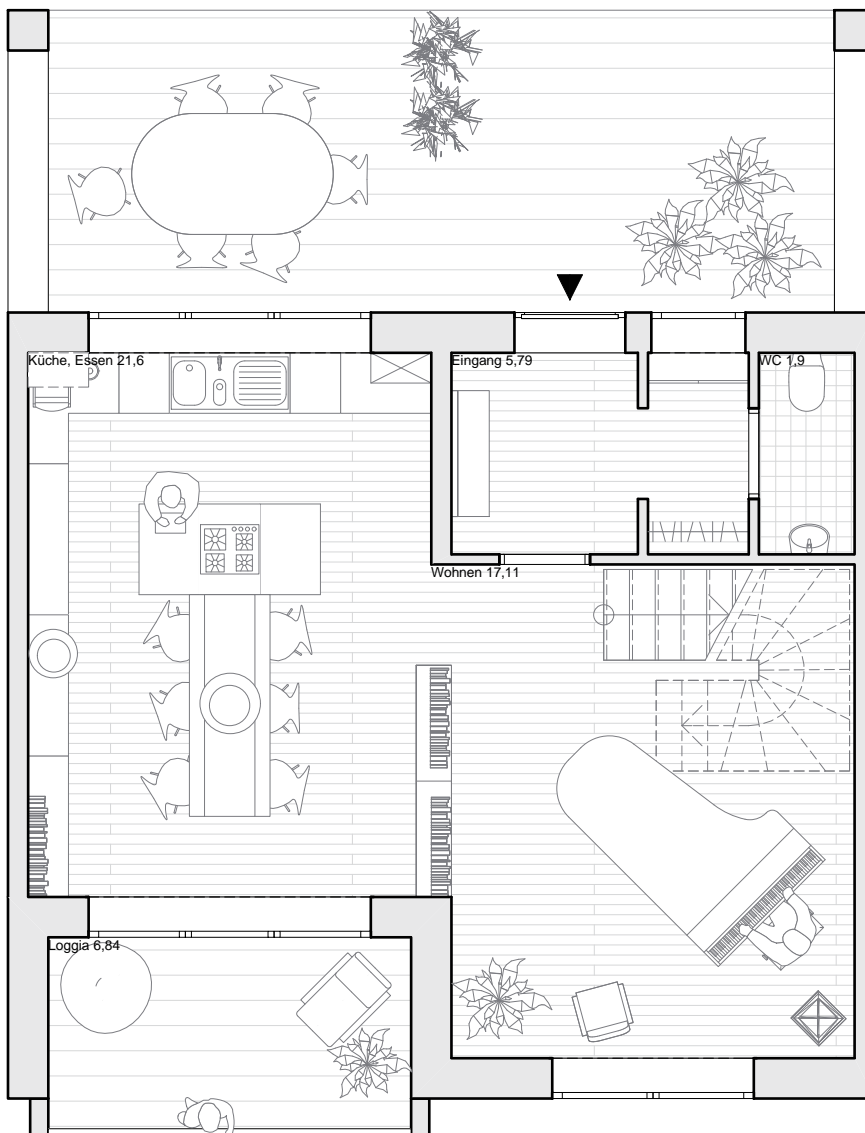 Küche, Essen 21,6
Eingang 5,79
WC 1,9
Wohnen 17,11
Loggia 6,84